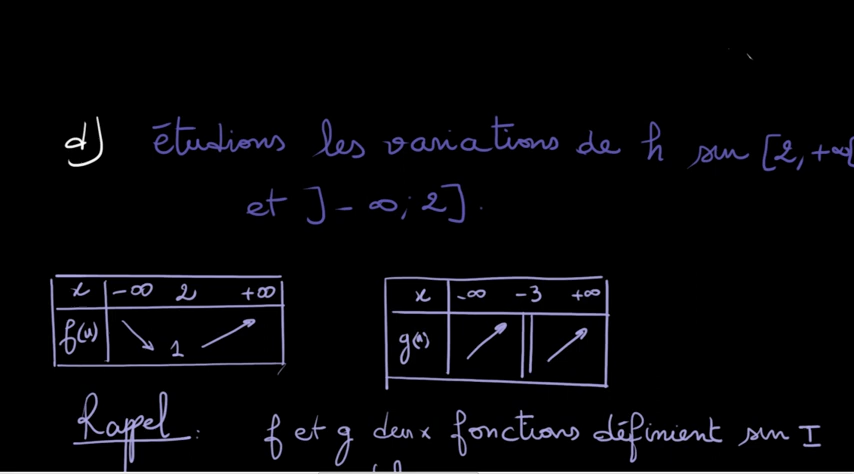 d) étudions les variations de h sur [2, +∞[
et ]-∞; 2].
x -∞ 2 +∞
f(x) 1
x -∞ -3 +∞
g(x)
Rappel : f et g deux fonctions définient sur I